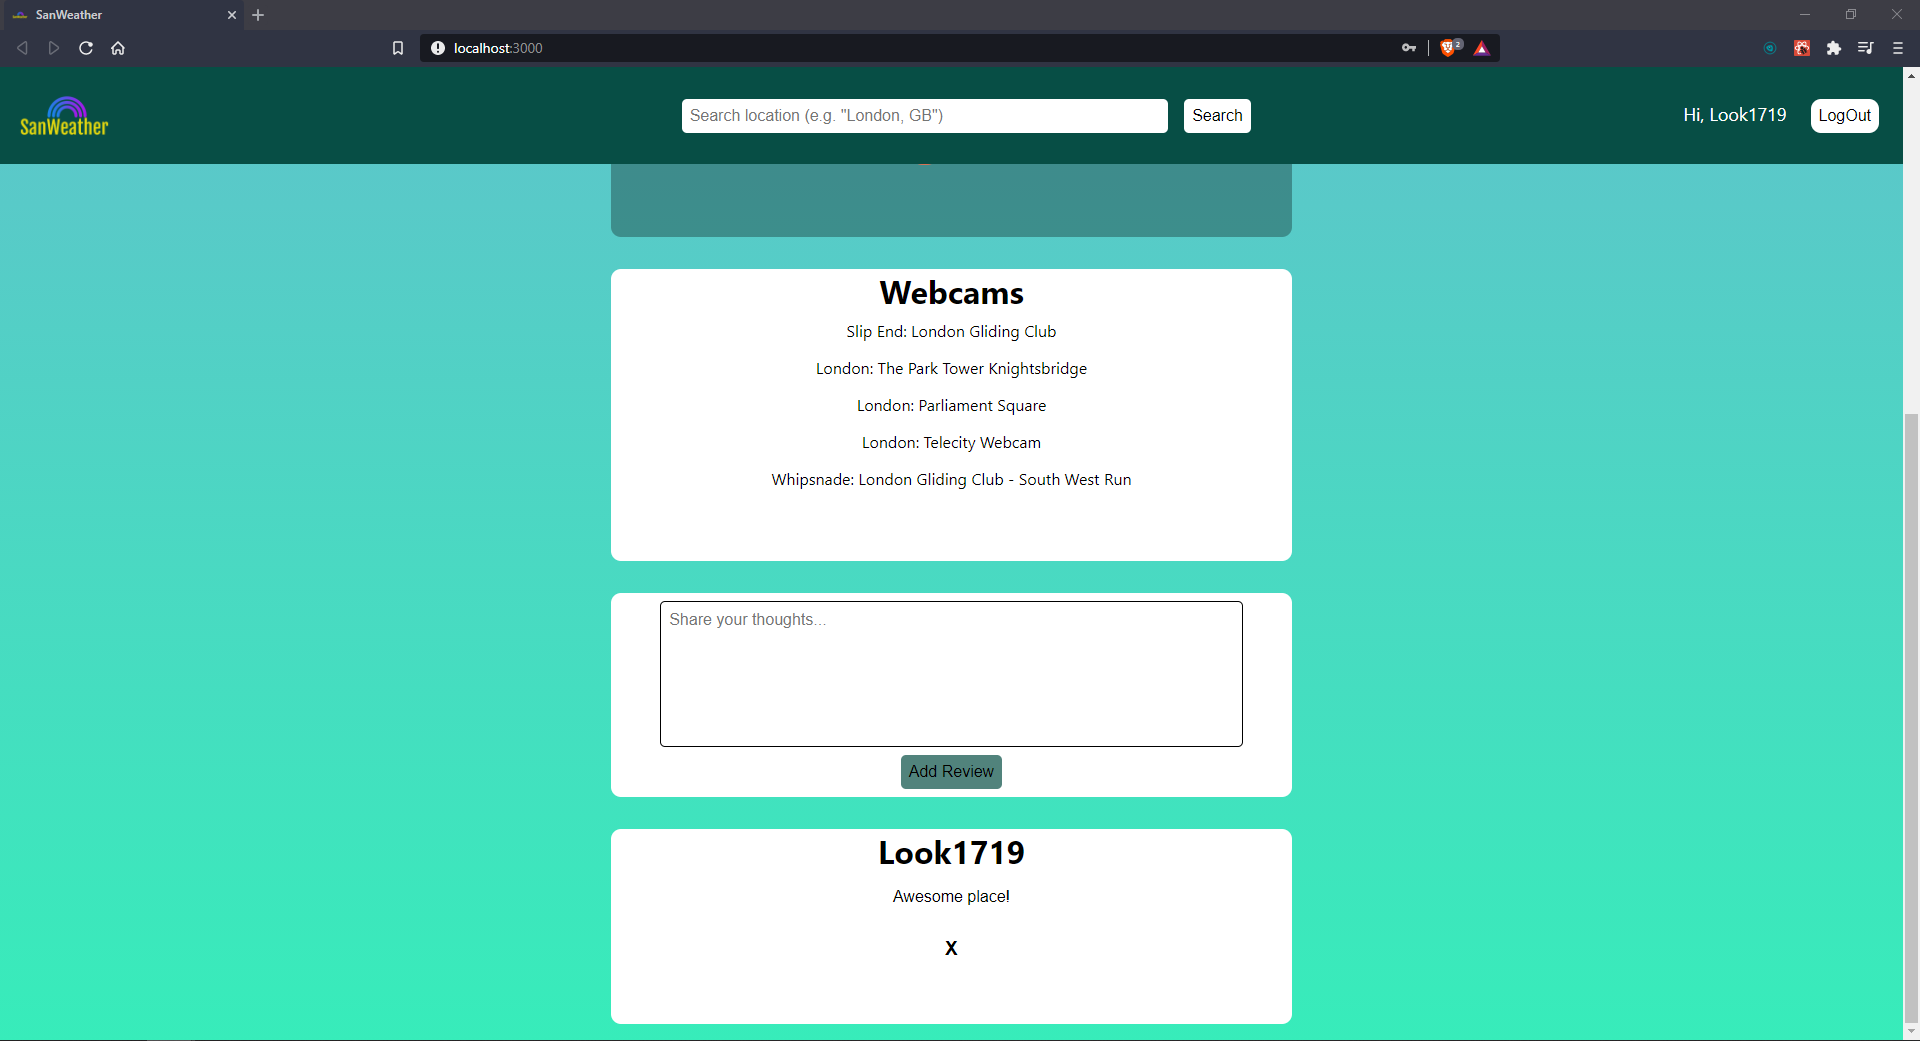 SanWeather
localhost:3000
2
SanWeather
Search location (e.g. "London, GB")
Search
Hi, Look1719
LogOut
Webcams
Slip End: London Gliding Club
London: The Park Tower Knightsbridge
London: Parliament Square
London: Telecity Webcam
Whipsnade: London Gliding Club - South West Run
Share your thoughts...
Add Review
Look1719
Awesome place!
X